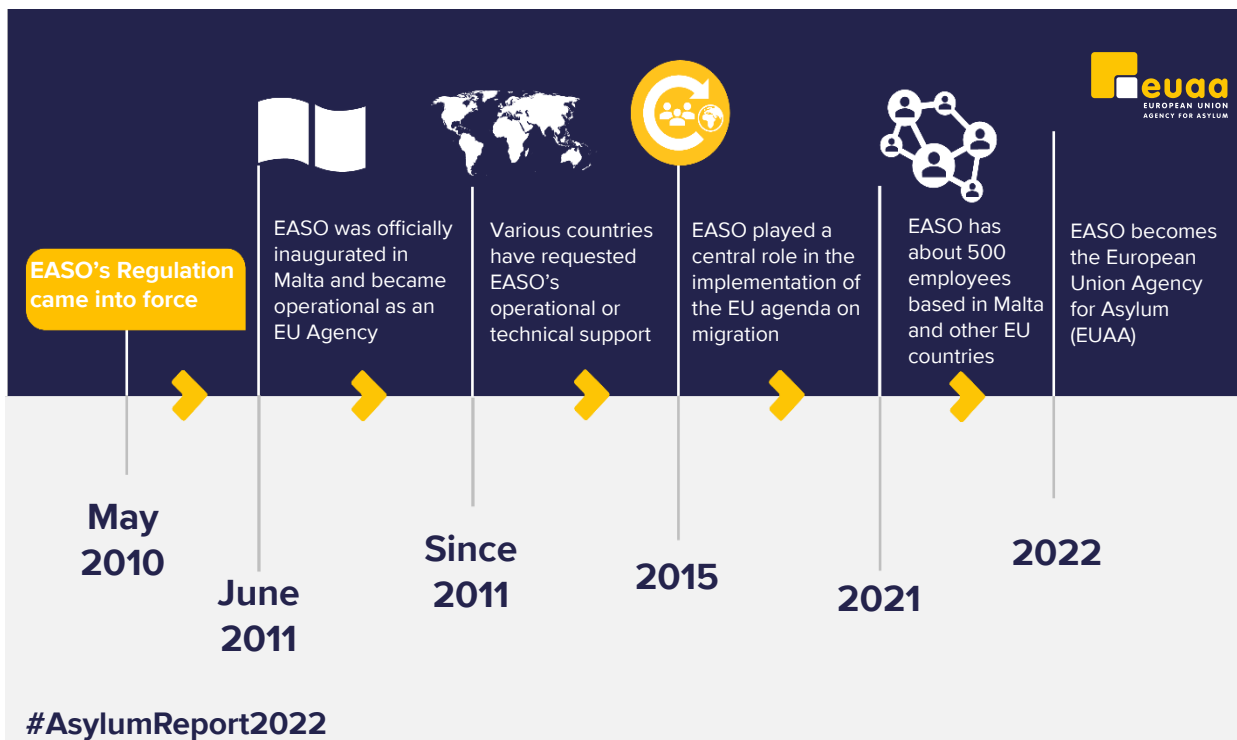 euaa
EUROPEAN UNION
AGENCY FOR ASYLUM
EASO's Regulation
came into force
EASO was officially
inaugurated in
Malta and became
operational as an
EU Agency
Various countries
have requested
EASO's
operational or
technical support
EASO played a
central role in the
implementation of
the EU agenda on
migration
EASO has
about 500
employees
based in Malta
and other EU
countries
EASO becomes
the European
Union Agency
for Asylum
(EUAA)
May
2010
June
2011
Since
2011
2015
2021
2022
#AsylumReport2022